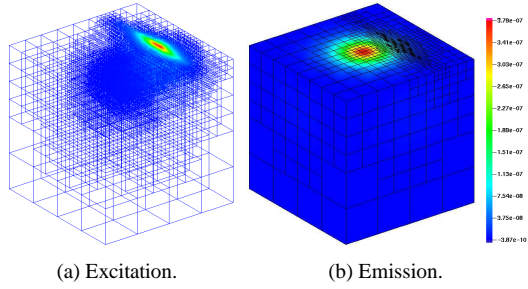 3.79e-07
3.41e-07
3.03e-07
2.65e-07
2.27e-07
1.89e-07
1.51e-07
1.13e-07
7.54e-08
3.75e-08
-3.87e-10
(a) Excitation.
(b) Emission.